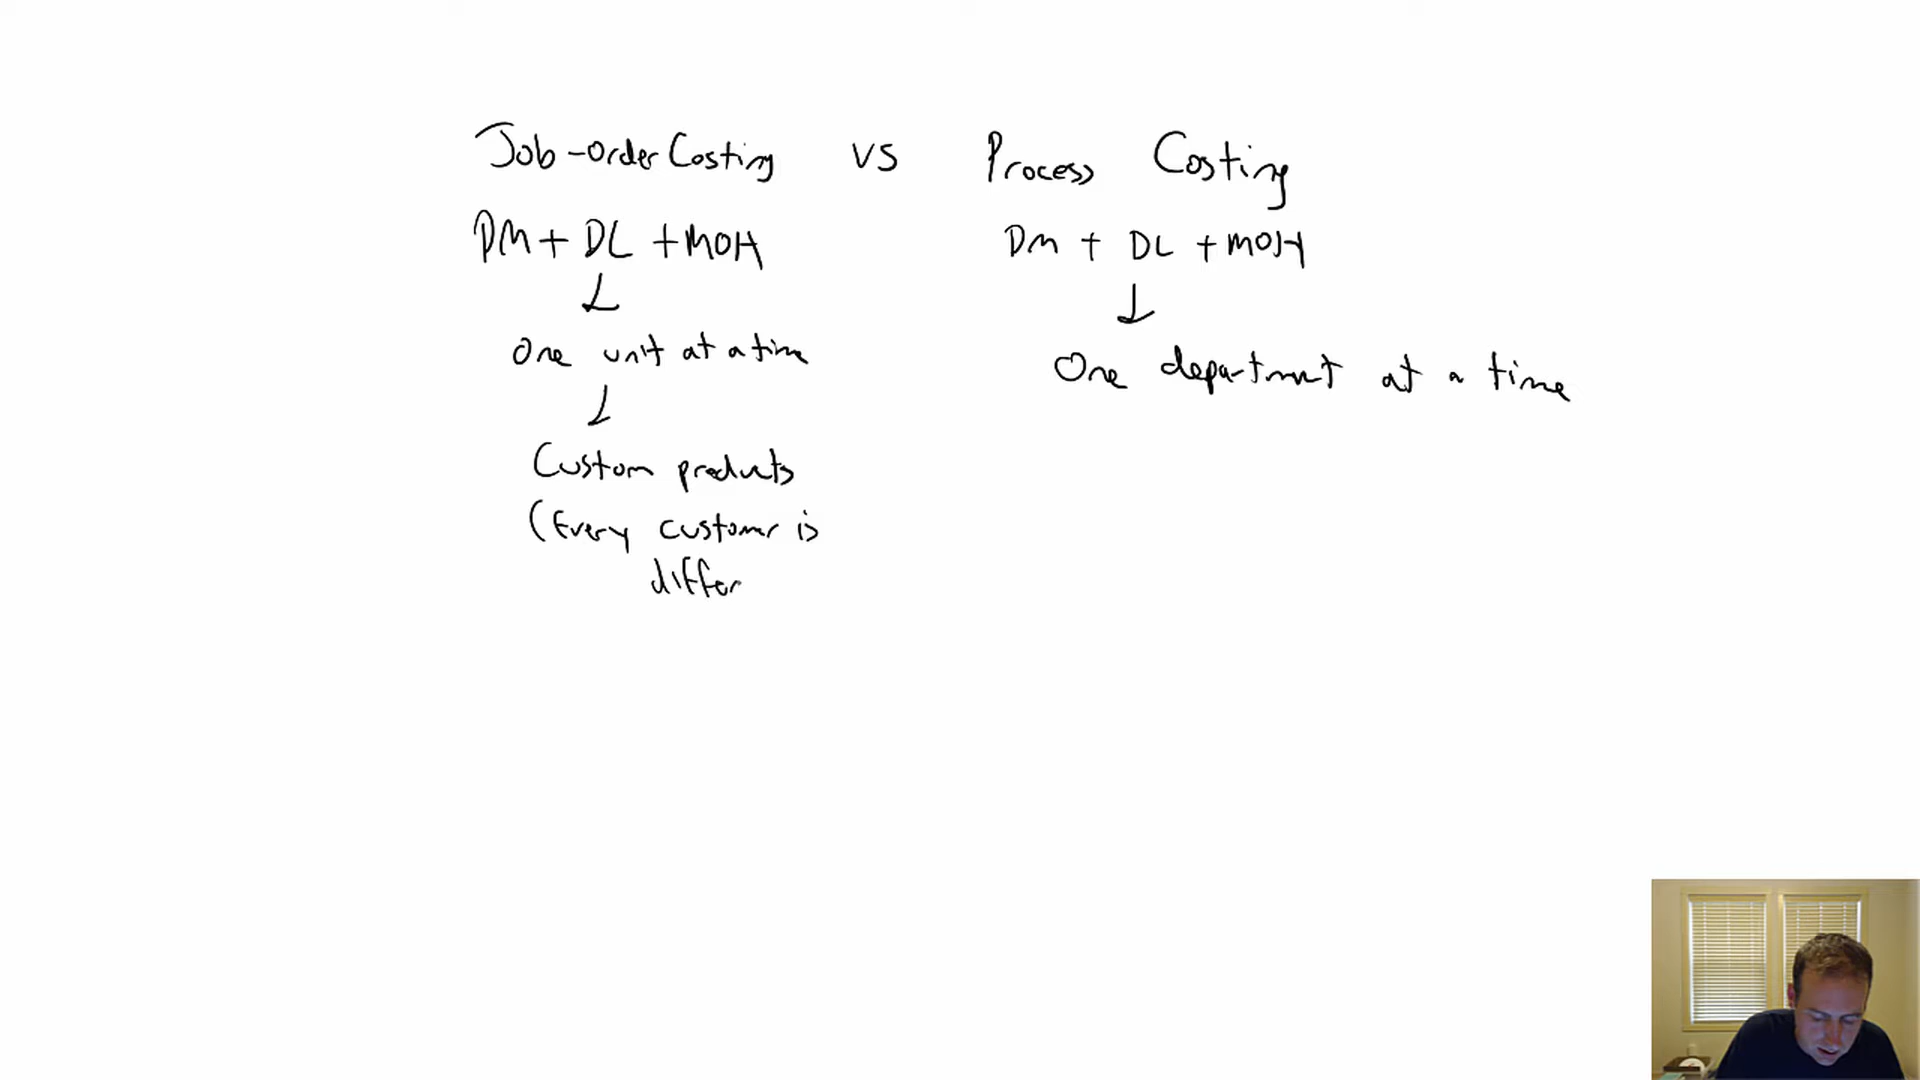 Job-Order Costing vs Process Costing
DM + DL + MOH
DM + DL + MOH
One unit at a time
One department at a time
Custom products
(Every customer is
differ